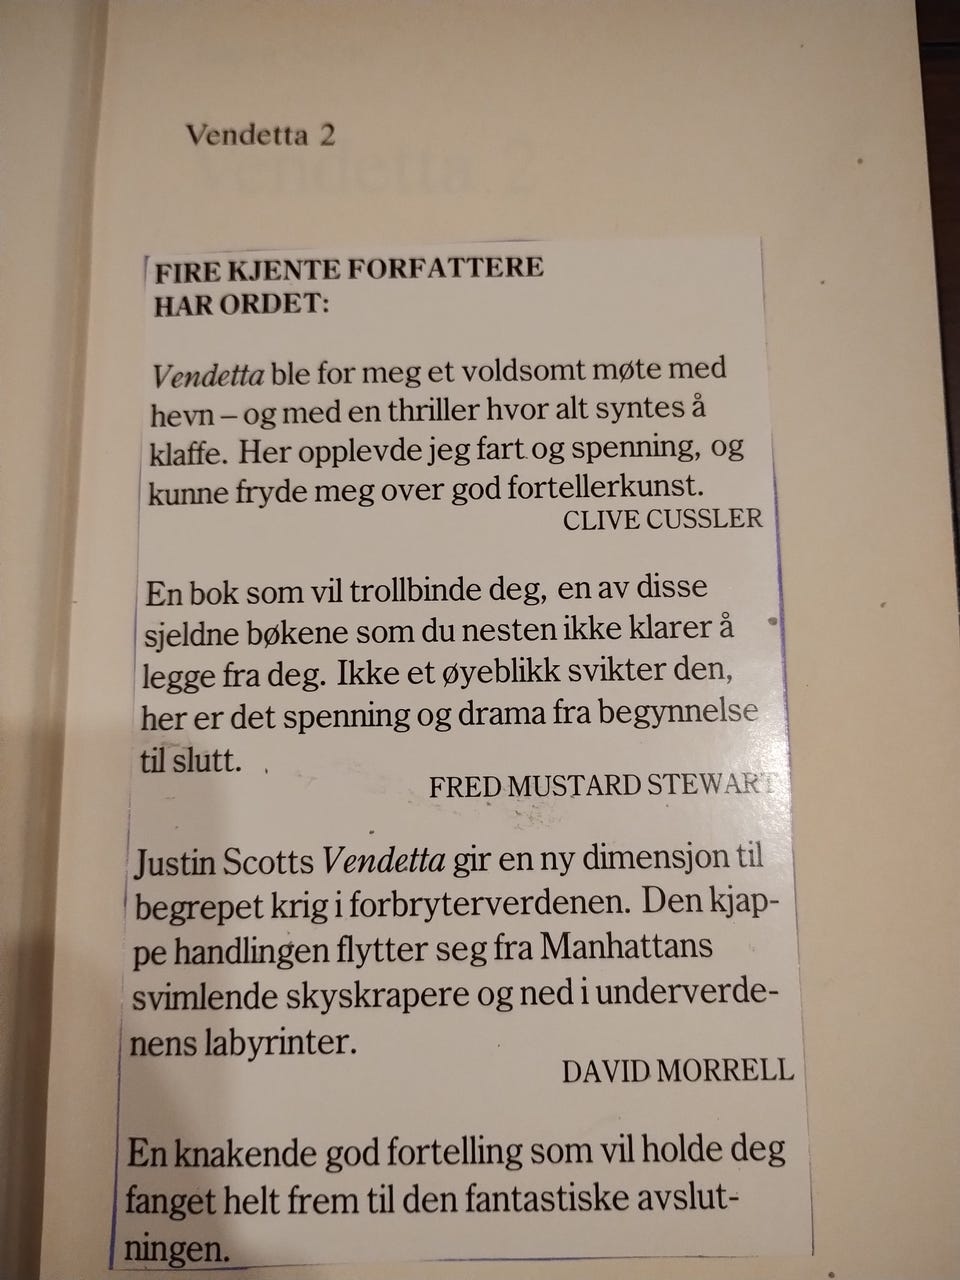 Vendetta 2
Vendetta 2
FIRE KJENTE FORFATTERE
HAR ORDET:
Vendetta ble for meg et voldsomt møte med
hevn – og med en thriller hvor alt syntes å
klaffe. Her opplevde jeg fart og spenning, og
kunne fryde meg over god fortellerkunst.
CLIVE CUSSLER
En bok som vil trollbinde deg, en av disse
sjeldne bøkene som du nesten ikke klarer å
legge fra deg. Ikke et øyeblikk svikter den,
her er det spenning og drama fra begynnelse
til slutt.
FRED MUSTARD STEWART
Justin Scotts Vendetta gir en ny dimensjon til
begrepet krig i forbryterverdenen. Den kjap-
pe handlingen flytter seg fra Manhattans
svimlende skyskrapere og ned i underverde-
nens labyrinter.
DAVID MORRELL
En knakende god fortelling som vil holde deg
fanget helt frem til den fantastiske avslut-
ningen.